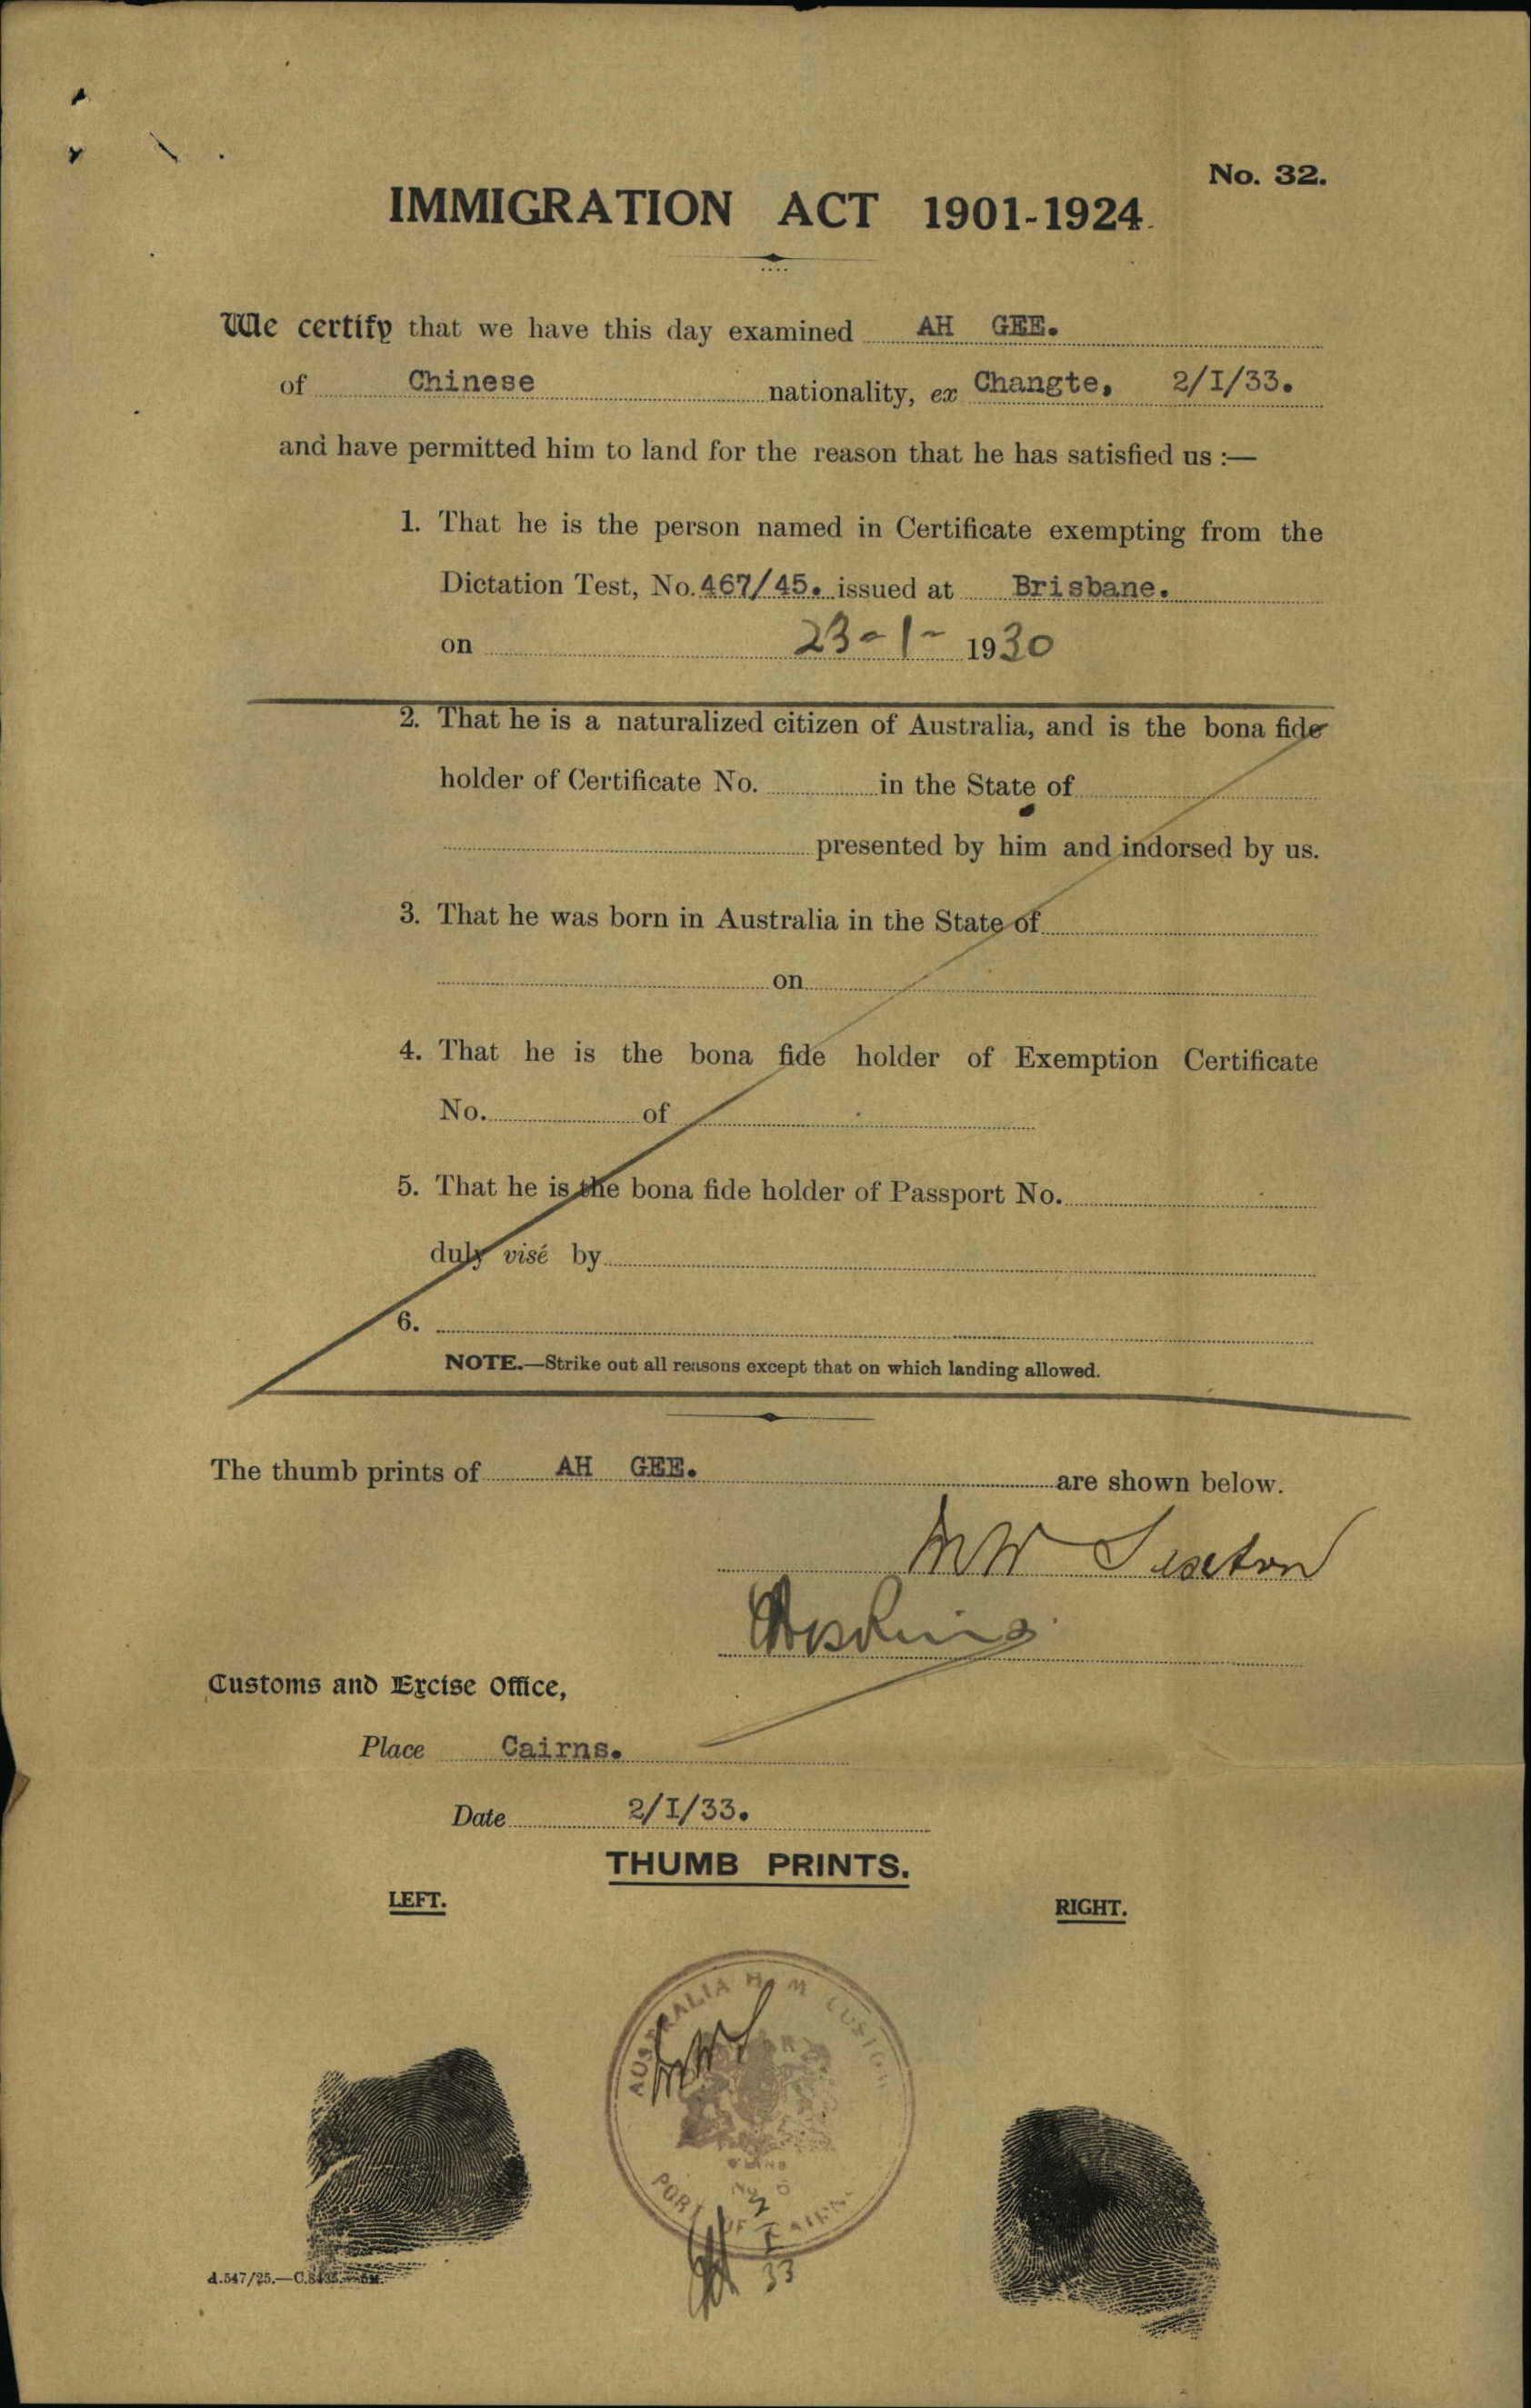 No. 32.
IMMIGRATION ACT 1901-1924.
We certify that we have this day examined AH GEE.
of Chinese nationality, ex Changte, 2/I/33.
and have permitted him to land for the reason that he has satisfied us :—
1. That he is the person named in Certificate exempting from the
Dictation Test, No. 467/45. issued at Brisbane.
on 23-1-1930
2. That he is a naturalized citizen of Australia, and is the bona fide
holder of Certificate No. in the State of
presented by him and indorsed by us.
3. That he was born in Australia in the State of
on
4. That he is the bona fide holder of Exemption Certificate
No. of
5. That he is the bona fide holder of Passport No.
duly visé by
6.
NOTE.—Strike out all reasons except that on which landing allowed.
The thumb prints of AH GEE. are shown below.
MW Sexton
Customs and Excise Office,
Place Cairns.
Date 2/I/33.
THUMB PRINTS.
LEFT.
RIGHT.
AUSTRALIA H M CUSTOMS
PORT OF CAIRNS
33